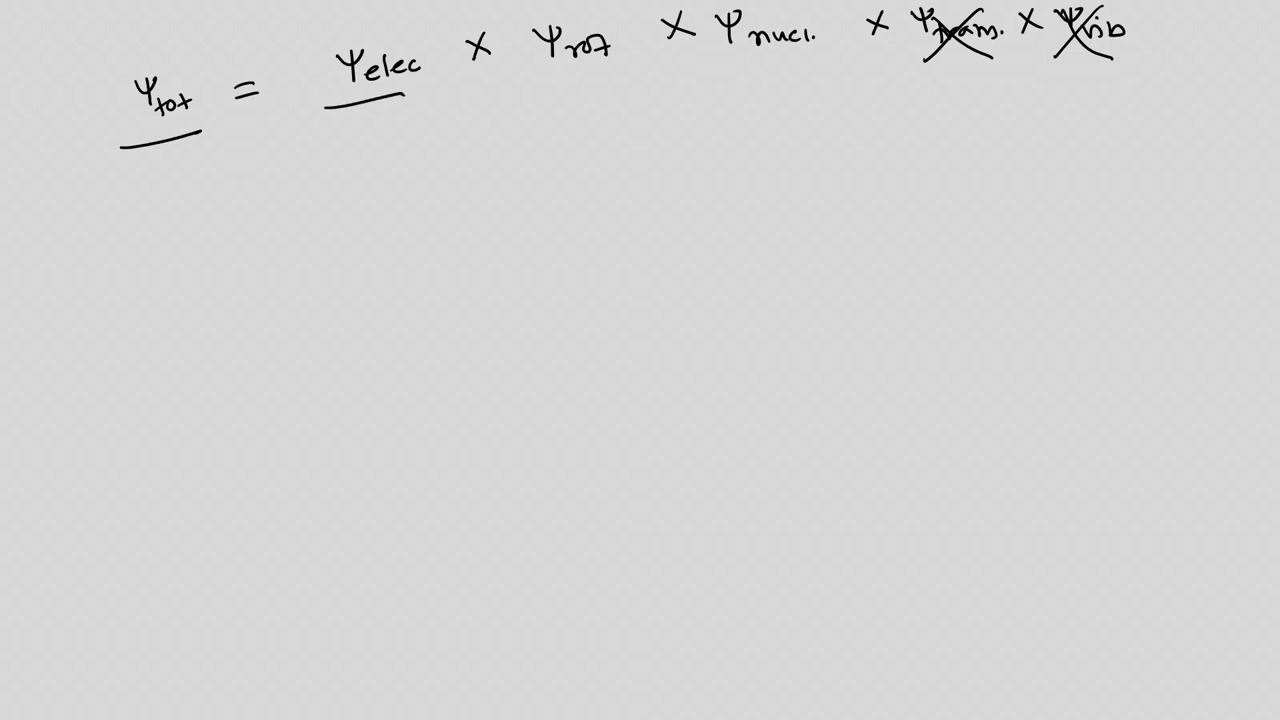 Ψtot = Ψelec × Ψrot × Ψnucl. × Ψtrans. × Ψvib